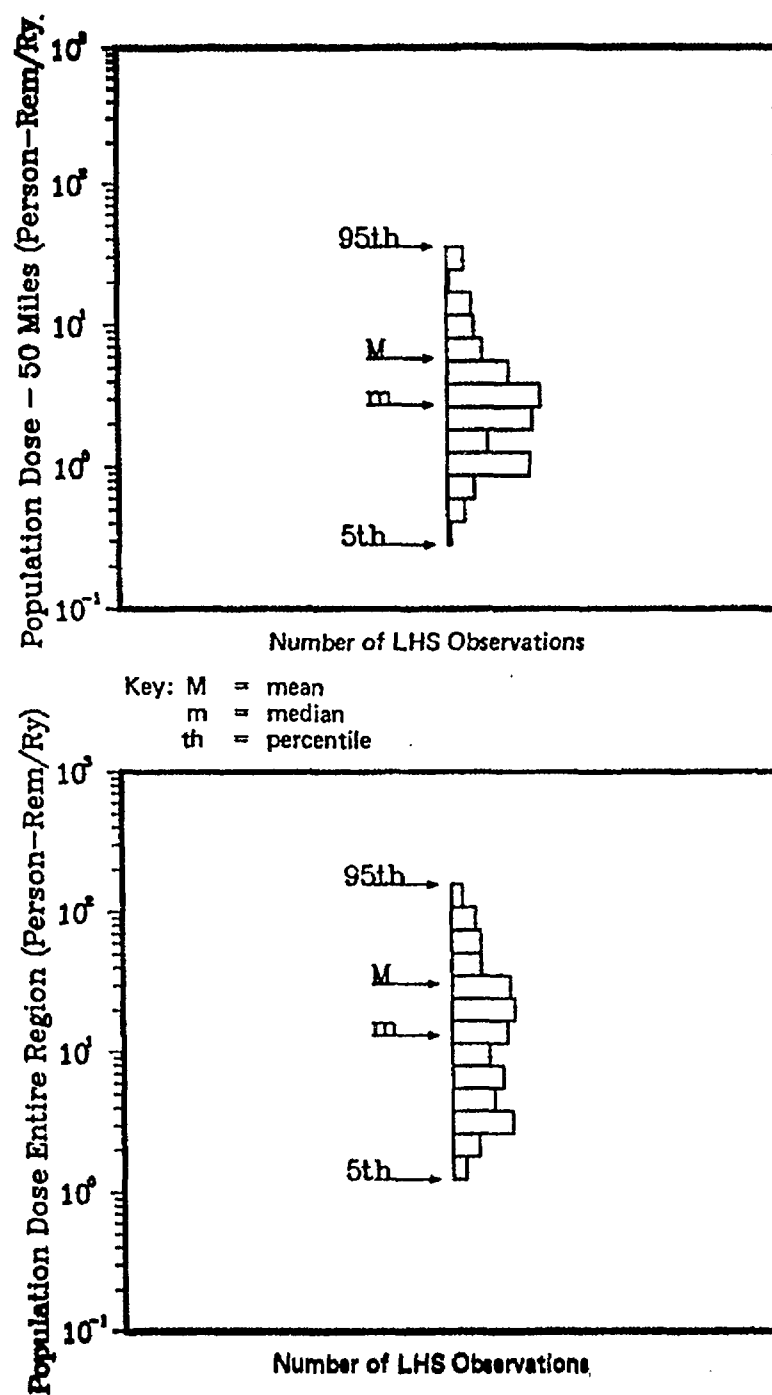 Population Dose – 50 Miles (Person–Rem/Ry.
10³
10²
10¹
10⁰
10⁻¹
95th
M
m
5th
Number of LHS Observations
Key: M = mean
m = median
th = percentile
Population Dose Entire Region (Person–Rem/Ry)
10³
10²
10¹
10⁰
10⁻¹
95th
M
m
5th
Number of LHS Observations